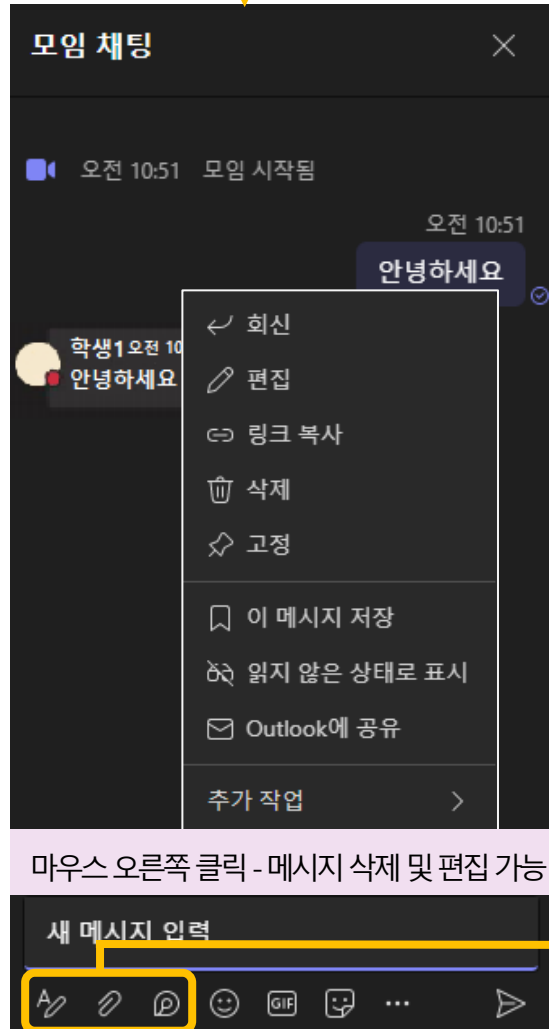 모임 채팅
오전 10:51 모임 시작됨
오전 10:51
안녕하세요
학생1 오전 10
안녕하세요
회신
편집
링크 복사
삭제
고정
이 메시지 저장
읽지 않은 상태로 표시
Outlook에 공유
추가 작업
마우스 오른쪽 클릭 - 메시지 삭제 및 편집 가능
새 메시지 입력
GIF